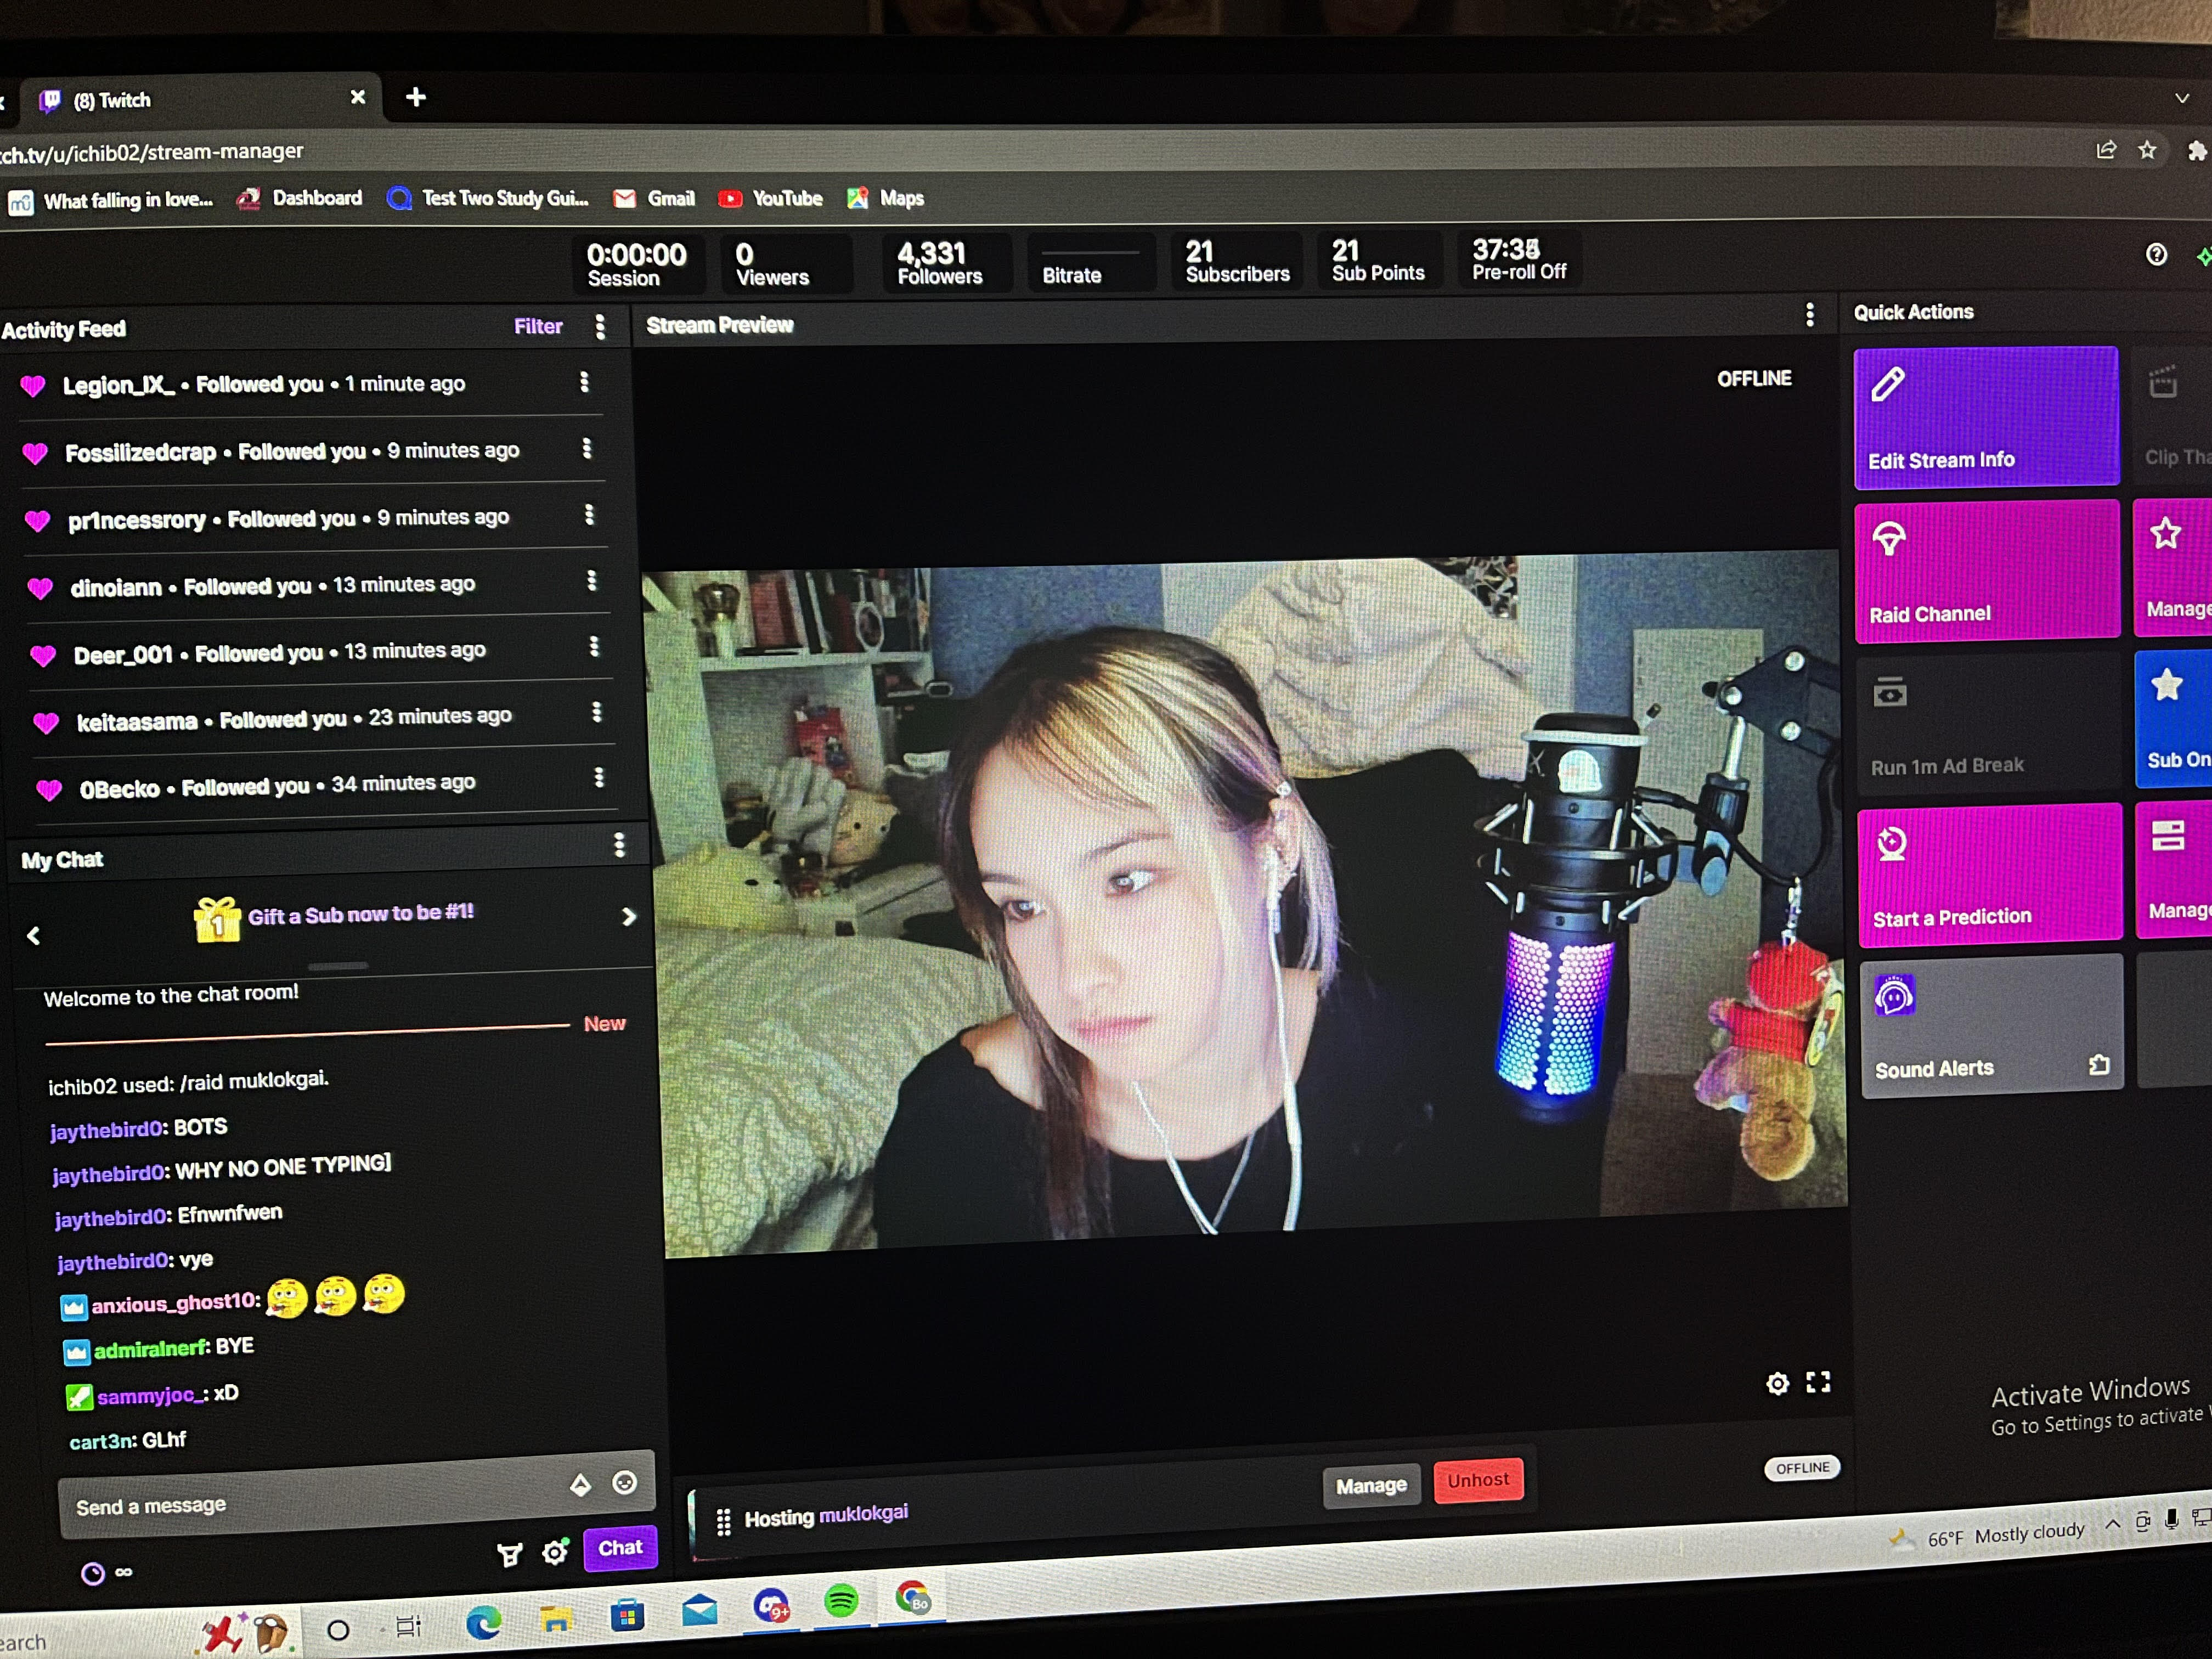 (8) Twitch
tch.tv/u/ichib02/stream-manager
What falling in love...
Dashboard
Test Two Study Gui...
Gmail
YouTube
Maps
0:00:00
Session
0
Viewers
4,331
Followers
Bitrate
21
Subscribers
21
Sub Points
Pre-roll Off
Activity Feed
Filter
Legion_IX_ • Followed you • 1 minute ago
Fossilizedcrap • Followed you • 9 minutes ago
pr1ncessrory • Followed you • 9 minutes ago
dinoiann • Followed you • 13 minutes ago
Deer_001 • Followed you • 13 minutes ago
keitaasama • Followed you • 23 minutes ago
0Becko • Followed you • 34 minutes ago
My Chat
1
Gift a Sub now to be #1!
Welcome to the chat room!
New
ichib02 used: /raid muklokgai.
jaythebird0: BOTS
jaythebird0: WHY NO ONE TYPING]
jaythebird0: Efnwnfwen
jaythebird0: vye
anxious_ghost10:
admiralnerf: BYE
sammyjoc_: xD
cart3n: GLhf
Send a message
Chat
Stream Preview
OFFLINE
Hosting muklokgai
Manage
Unhost
OFFLINE
Quick Actions
Edit Stream Info
Clip Tha
Raid Channel
Manage
Run 1m Ad Break
Sub On
Start a Prediction
Manage
Sound Alerts
Activate Windows
Go to Settings to activate W
earch
9+
Bo
66°F Mostly cloudy